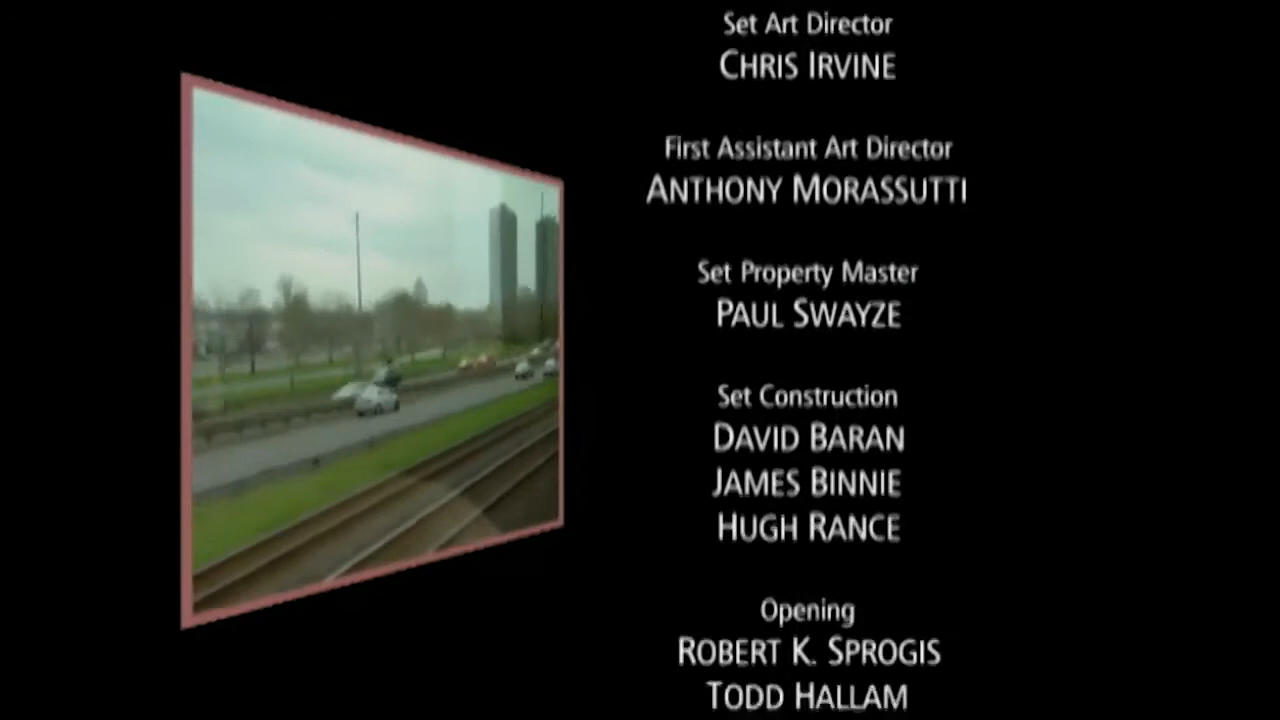 Set Art Director
CHRIS IRVINE
First Assistant Art Director
ANTHONY MORASSUTTI
Set Property Master
PAUL SWAYZE
Set Construction
DAVID BARAN
JAMES BINNIE
HUGH RANCE
Opening
ROBERT K. SPROGIS
TODD HALLAM